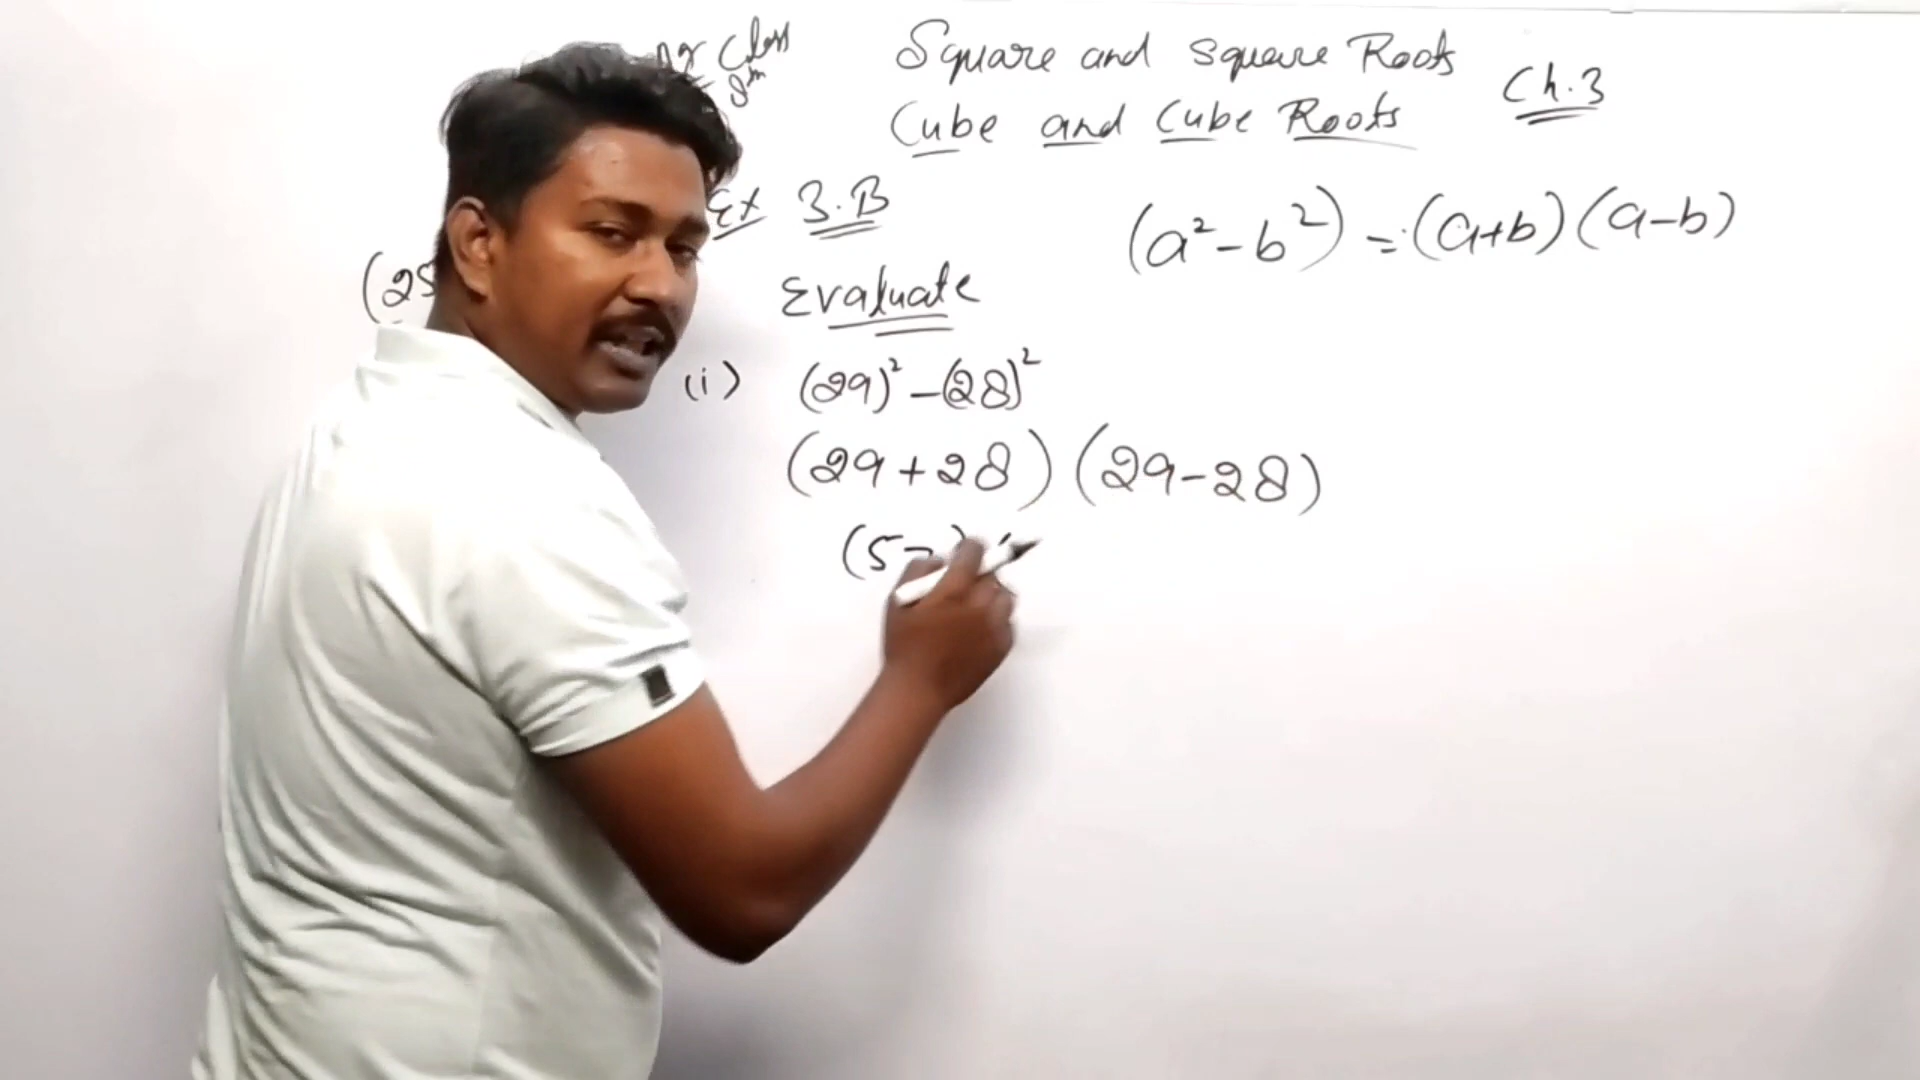 Class
Square and square Roots
Cube and Cube Roots
Ch.3
Ex 3.B
(a² - b²) = (a+b)(a-b)
Evaluate
(i) (29)² - (28)²
(29+28) (29-28)